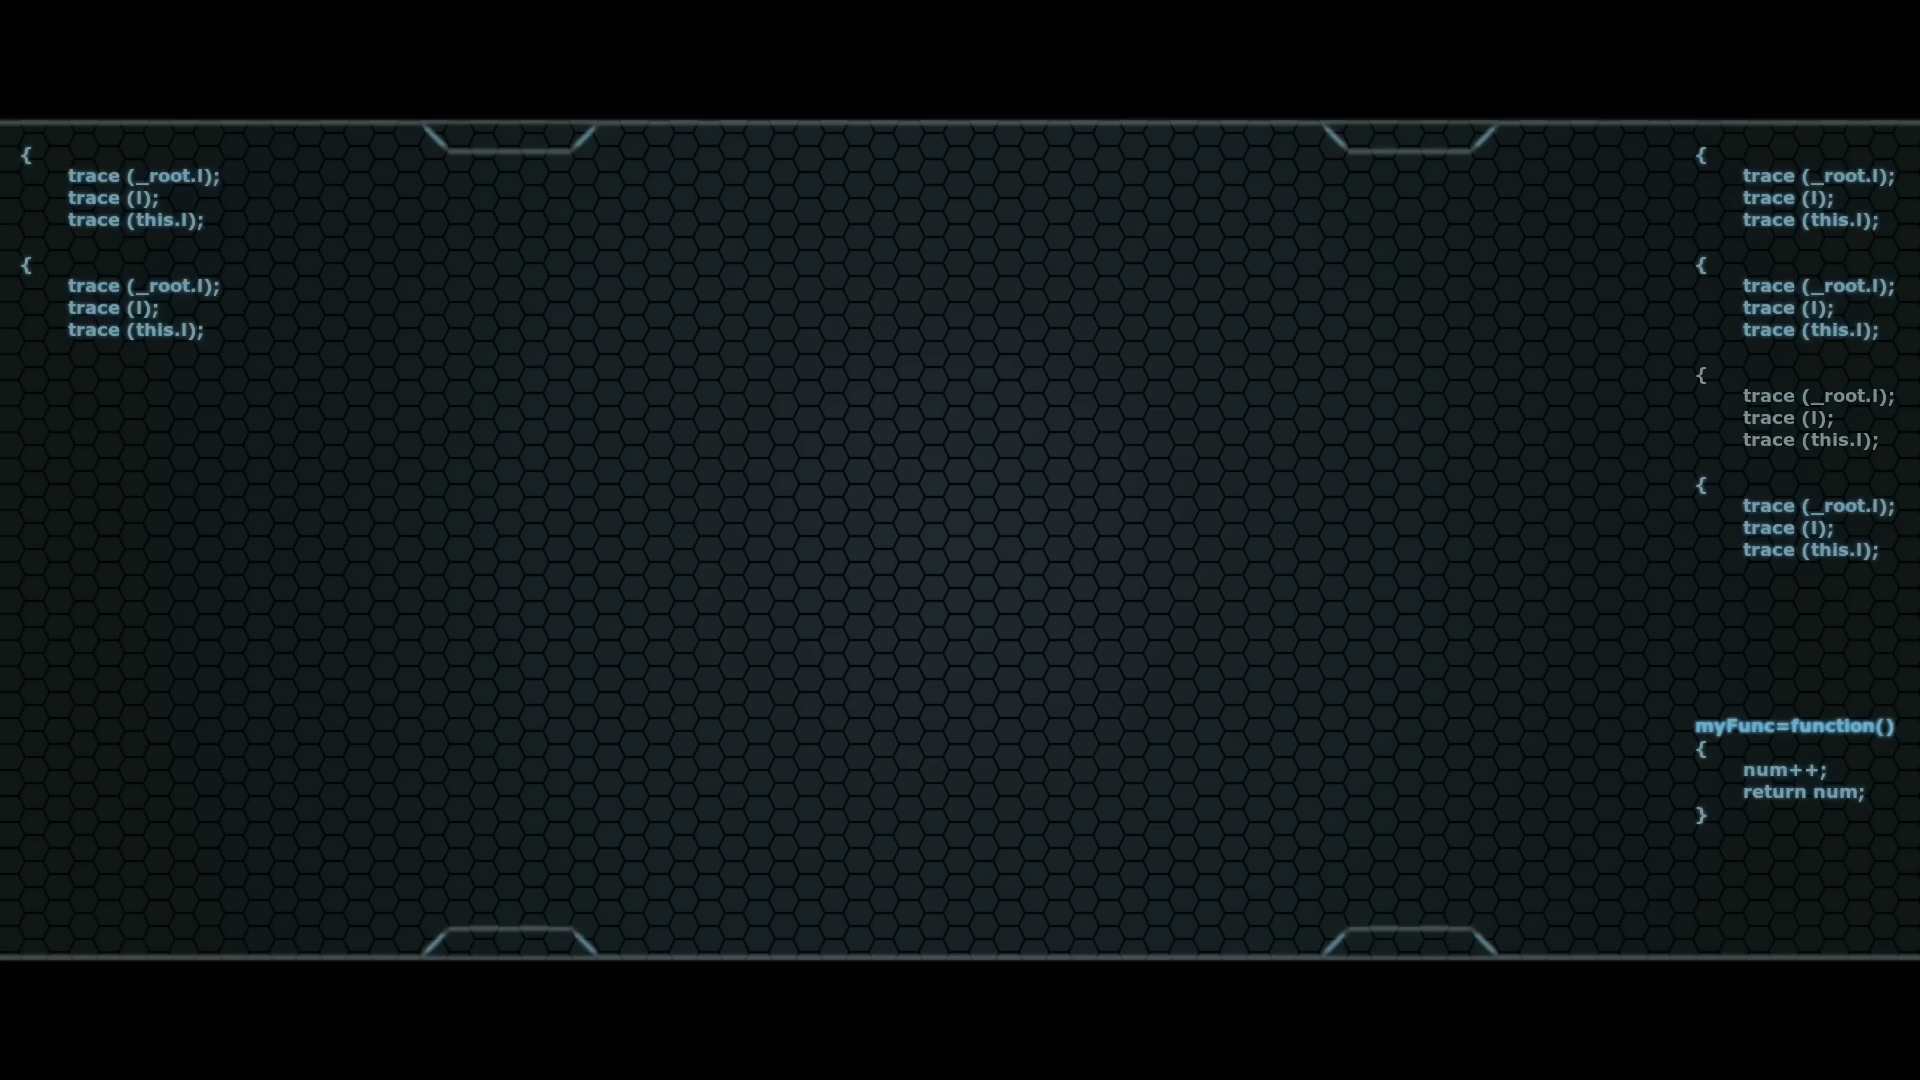 {
trace (_root.l);
trace (l);
trace (this.l);
{
trace (_root.l);
trace (l);
trace (this.l);
{
trace (_root.l);
trace (l);
trace (this.l);
{
trace (_root.l);
trace (l);
trace (this.l);
{
trace (_root.l);
trace (l);
trace (this.l);
{
trace (_root.l);
trace (l);
trace (this.l);
myFunc=function()
{
num++;
return num;
}